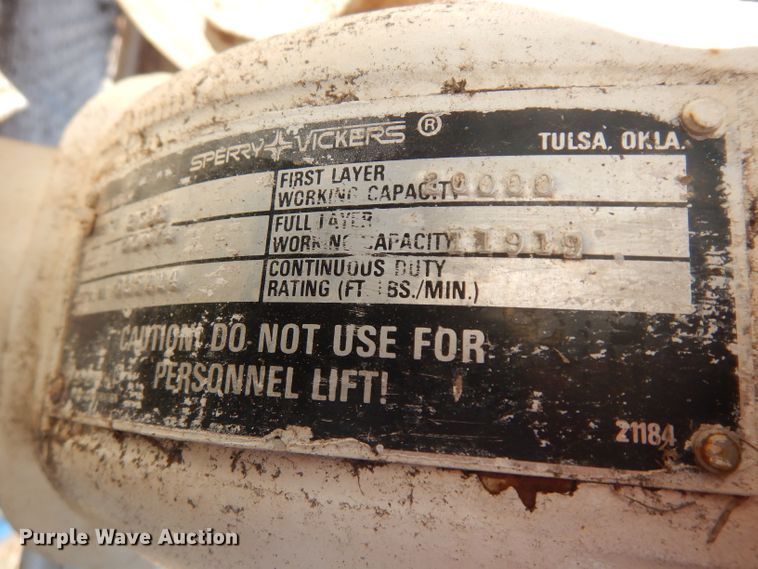 SPERRY VICKERS ®
TULSA, OKLA.
FIRST LAYER
WORKING CAPACITY
FULL LAYER
WORKING CAPACITY 11919
CONTINUOUS DUTY
RATING (FT. LBS./MIN.)
CAUTION! DO NOT USE FOR
PERSONNEL LIFT!
21184
Purple Wave Auction